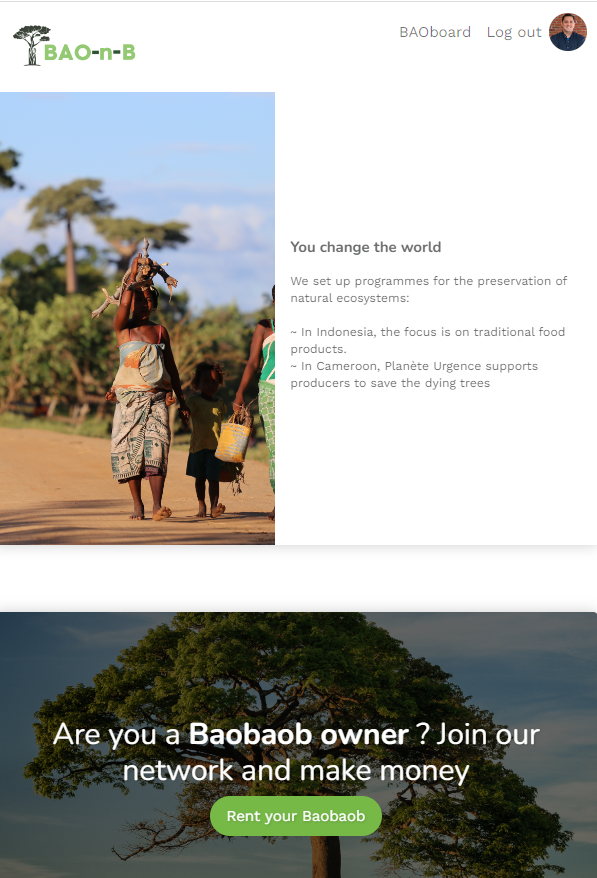 BAO-n-B
BAOboard Log out
You change the world
We set up programmes for the preservation of
natural ecosystems:
~ In Indonesia, the focus is on traditional food
products.
~ In Cameroon, Planète Urgence supports
producers to save the dying trees
Are you a Baobaob owner ? Join our
network and make money
Rent your Baobaob